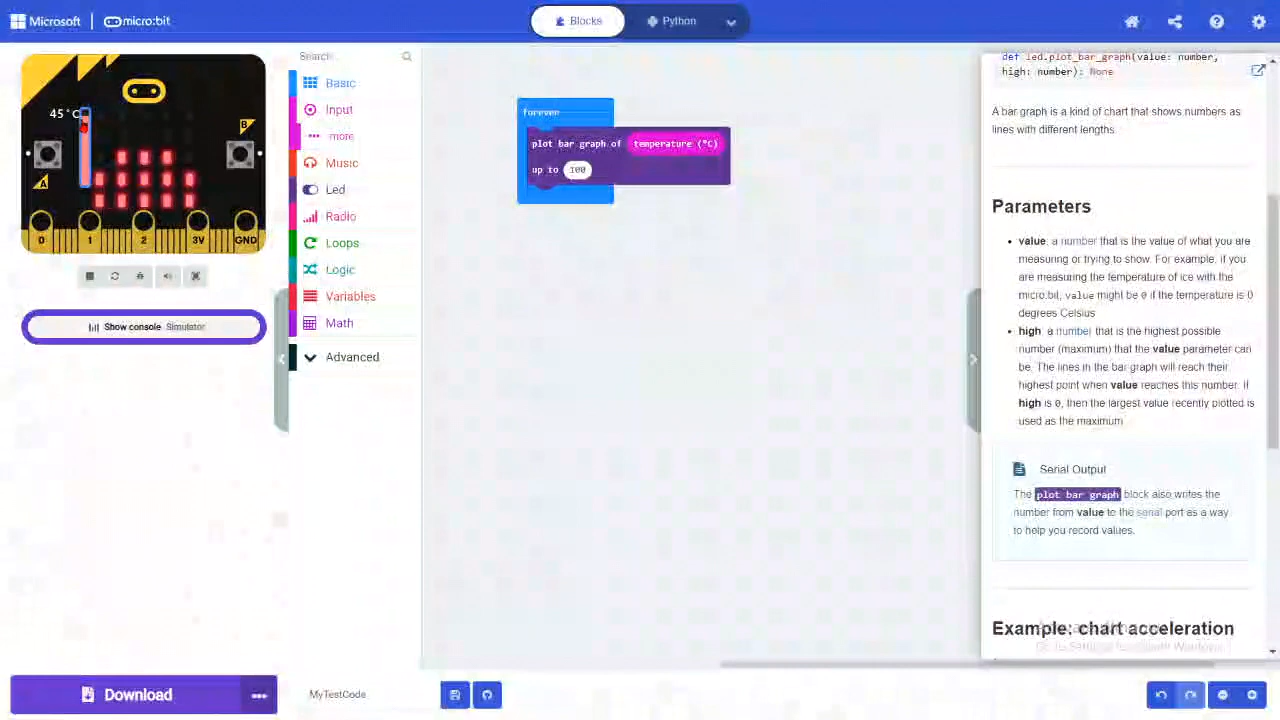 Microsoft
micro:bit
Blocks
Python
45°C
B
A
0
1
2
3V
GND
Show console Simulator
Search...
Basic
Input
more
Music
Led
Radio
Loops
Logic
Variables
Math
Advanced
forever
plot bar graph of temperature (°C)
up to 100
def led.plot_bar_graph(value: number,
high: number): None
A bar graph is a kind of chart that shows numbers as
lines with different lengths.
Parameters
• value: a number that is the value of what you are
measuring or trying to show. For example, if you
are measuring the temperature of ice with the
micro:bit, value might be 0 if the temperature is 0
degrees Celsius
• high: a number that is the highest possible
number (maximum) that the value parameter can
be. The lines in the bar graph will reach their
highest point when value reaches this number. If
high is 0, then the largest value recently plotted is
used as the maximum
Serial Output
The plot bar graph block also writes the
number from value to the serial port as a way
to help you record values.
Example: chart acceleration
Download
MyTestCode